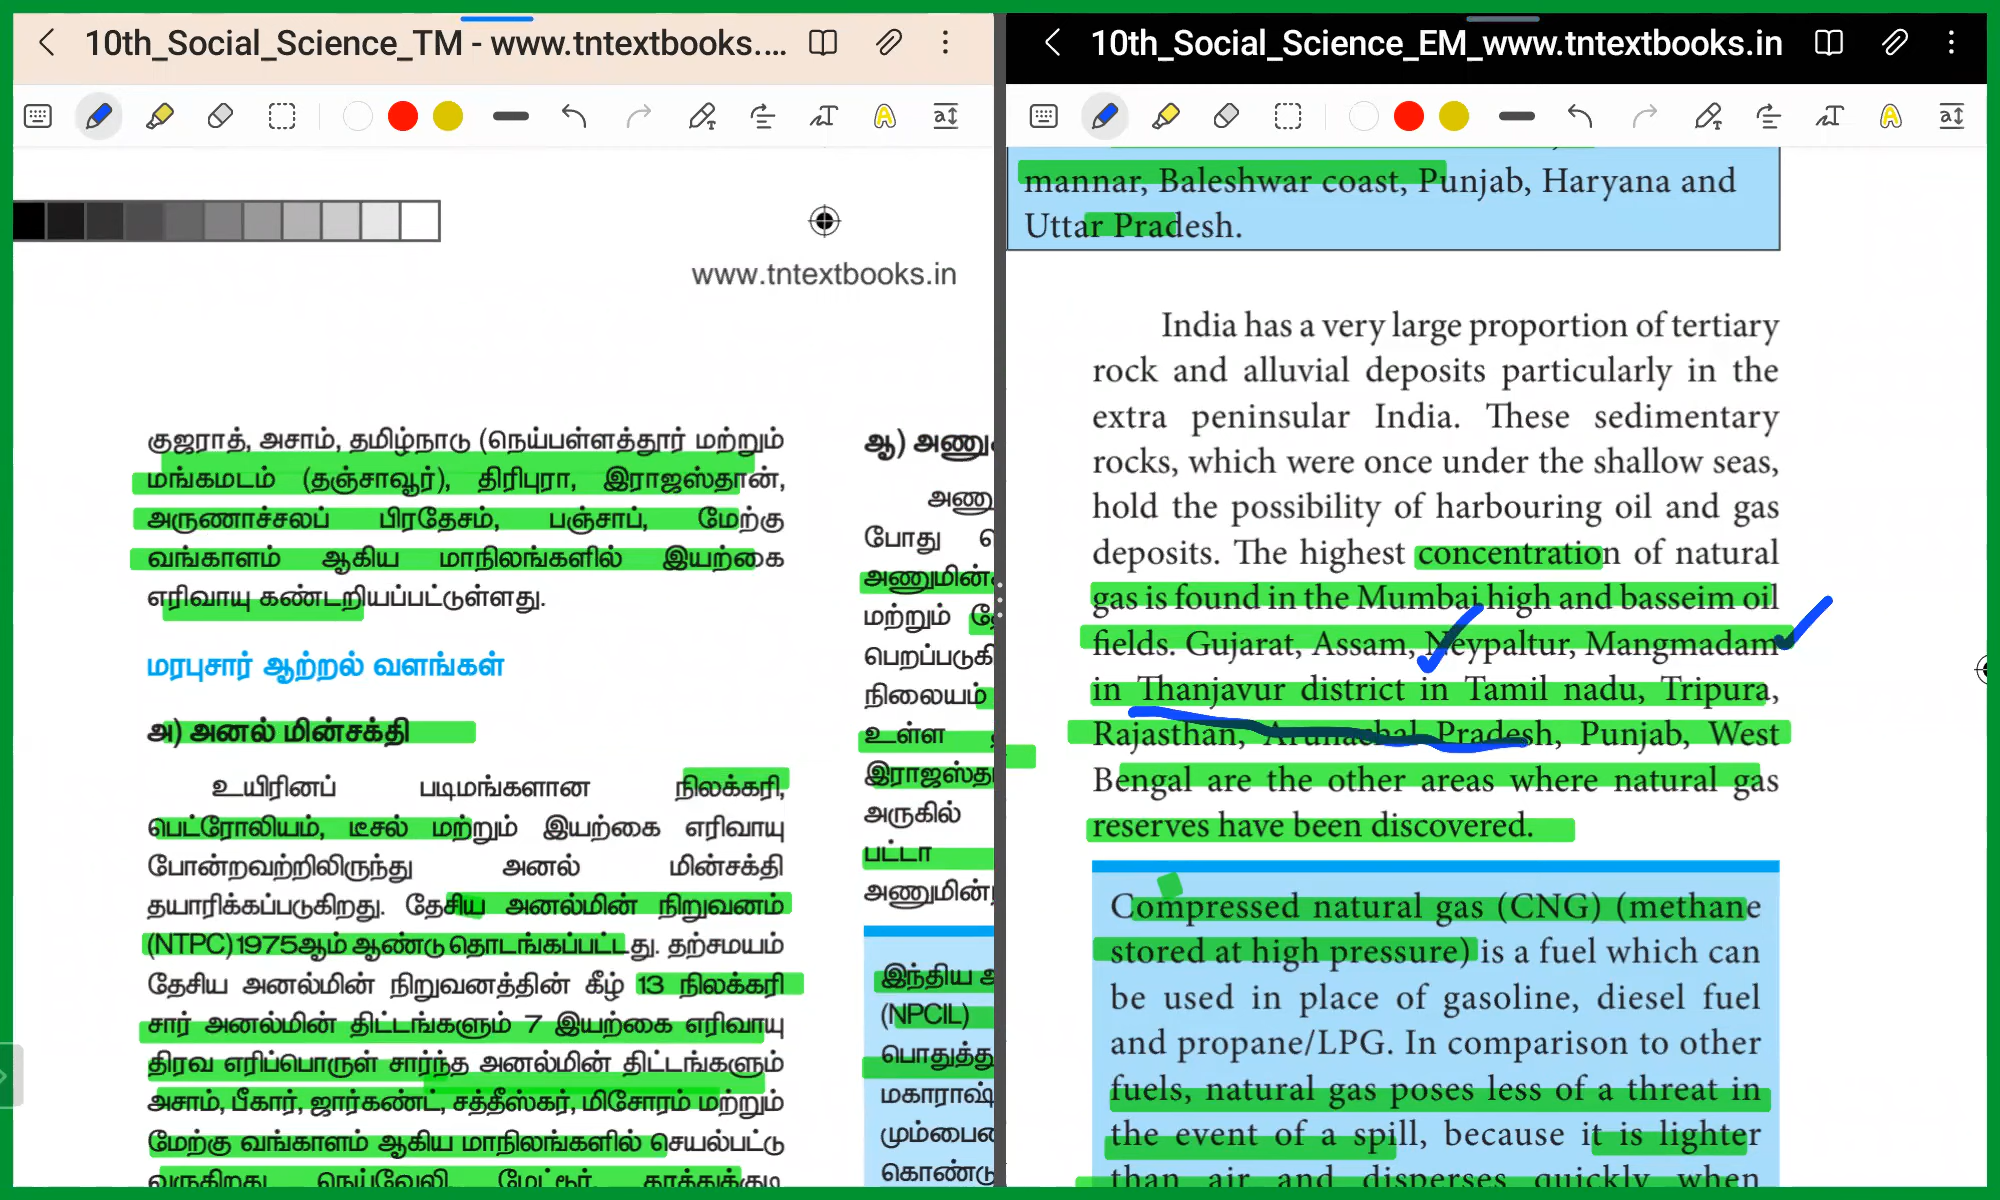 10th_Social_Science_TM - www.tntextbooks....
www.tntextbooks.in
குஜராத், அசாம், தமிழ்நாடு (நெய்பள்ளத்தூர் மற்றும்
மங்கமடம் (தஞ்சாவூர்), திரிபுரா, இராஜஸ்தான்,
அருணாச்சலப் பிரதேசம், பஞ்சாப், மேற்கு
வங்காளம் ஆகிய மாநிலங்களில் இயற்கை
எரிவாயு கண்டறியப்பட்டுள்ளது.
மரபுசார் ஆற்றல் வளங்கள்
அ) அனல் மின்சக்தி
உயிரினப் படிமங்களான நிலக்கரி,
பெட்ரோலியம், டீசல் மற்றும் இயற்கை எரிவாயு
போன்றவற்றிலிருந்து அனல் மின்சக்தி
தயாரிக்கப்படுகிறது. தேசிய அனல்மின் நிறுவனம்
(NTPC) 1975ஆம் ஆண்டு தொடங்கப்பட்டது. தற்சமயம்
தேசிய அனல்மின் நிறுவனத்தின் கீழ் 13 நிலக்கரி
சார் அனல்மின் திட்டங்களும் 7 இயற்கை எரிவாயு
திரவ எரிப்பொருள் சார்ந்த அனல்மின் திட்டங்களும்
அசாம், பீகார், ஜார்கண்ட், சத்தீஸ்கர், மிசோரம் மற்றும்
மேற்கு வங்காளம் ஆகிய மாநிலங்களில் செயல்பட்டு
வருகிறது. நெய்வேலி, மேட்டூர், தூத்துக்குடி
ஆ) அணு
அணு
போது
அணுமின்
மற்றும்
பெறப்படுகி
நிலையம்
உள்ள
இராஜஸ்த
அருகில்
பட்டா
அணுமின்
இந்திய அ
(NPCIL)
பொதுத்து
மகாராஷ்
மும்பை
கொண்டு
10th_Social_Science_EM_www.tntextbooks.in
mannar, Baleshwar coast, Punjab, Haryana and
Uttar Pradesh.
India has a very large proportion of tertiary
rock and alluvial deposits particularly in the
extra peninsular India. These sedimentary
rocks, which were once under the shallow seas,
hold the possibility of harbouring oil and gas
deposits. The highest concentration of natural
gas is found in the Mumbai high and basseim oil
fields. Gujarat, Assam, Neypaltur, Mangmadam
in Thanjavur district in Tamil nadu, Tripura,
Rajasthan, Arunachal Pradesh, Punjab, West
Bengal are the other areas where natural gas
reserves have been discovered.
Compressed natural gas (CNG) (methane
stored at high pressure) is a fuel which can
be used in place of gasoline, diesel fuel
and propane/LPG. In comparison to other
fuels, natural gas poses less of a threat in
the event of a spill, because it is lighter
than air and disperses quickly when